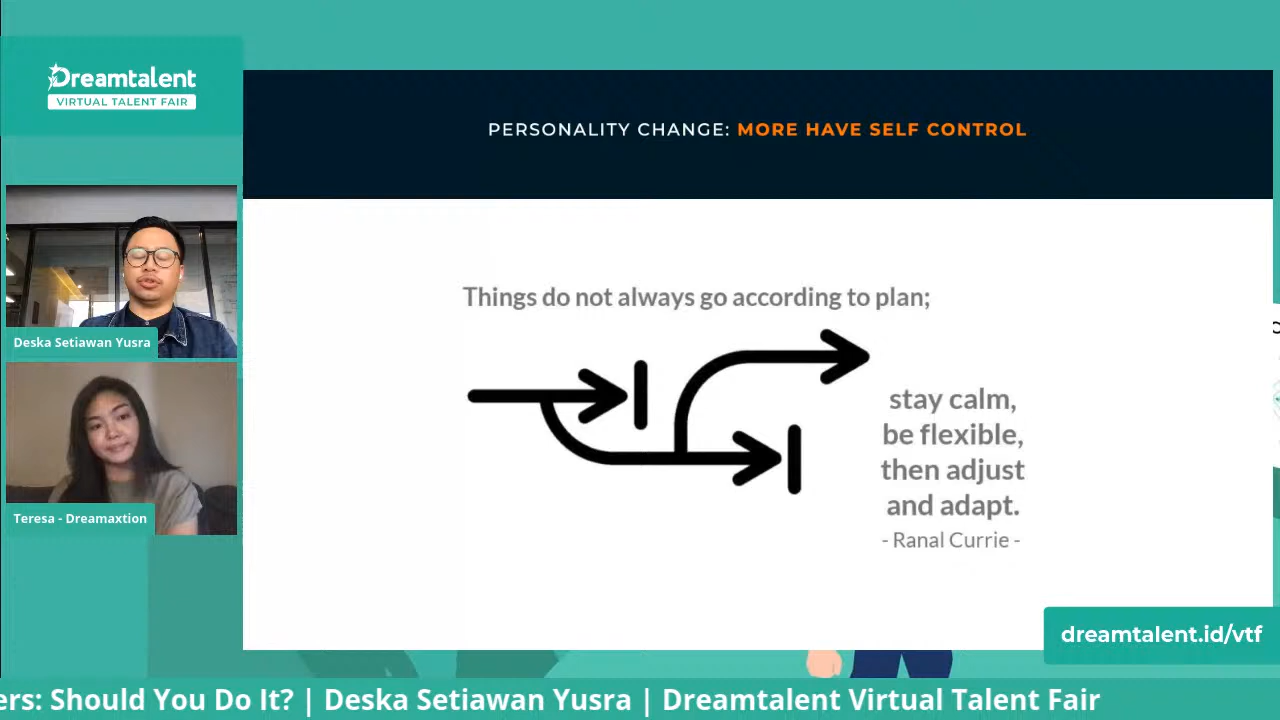 Dreamtalent
VIRTUAL TALENT FAIR
PERSONALITY CHANGE: MORE HAVE SELF CONTROL
Deska Setiawan Yusra
Teresa - Dreamaxtion
Things do not always go according to plan;
stay calm,
be flexible,
then adjust
and adapt.
- Ranal Currie -
dreamtalent.id/vtf
ers: Should You Do It? | Deska Setiawan Yusra | Dreamtalent Virtual Talent Fair